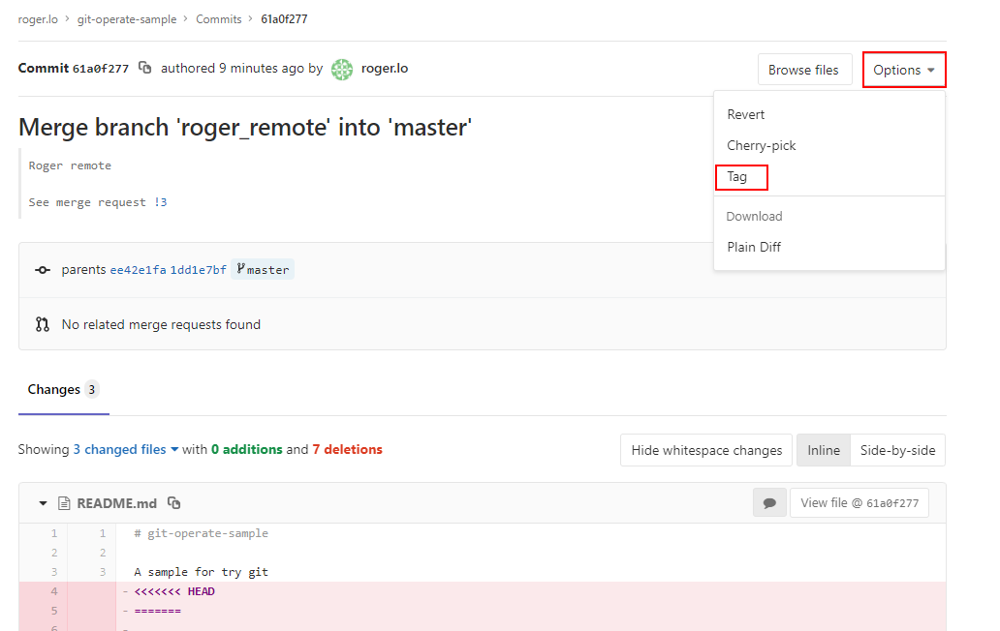 roger.lo > git-operate-sample > Commits > 61a0f277
Commit 61a0f277 authored 9 minutes ago by roger.lo
Browse files
Options
Revert
Cherry-pick
Tag
Download
Plain Diff
Merge branch 'roger_remote' into 'master'
Roger remote
See merge request !3
parents ee42e1fa 1dd1e7bf master
No related merge requests found
Changes 3
Showing 3 changed files with 0 additions and 7 deletions
Hide whitespace changes
Inline
Side-by-side
README.md
View file @ 61a0f277
1 1 # git-operate-sample
2 2
3 3 A sample for try git
4 - <<<<<<< HEAD
5 - =======
6 -